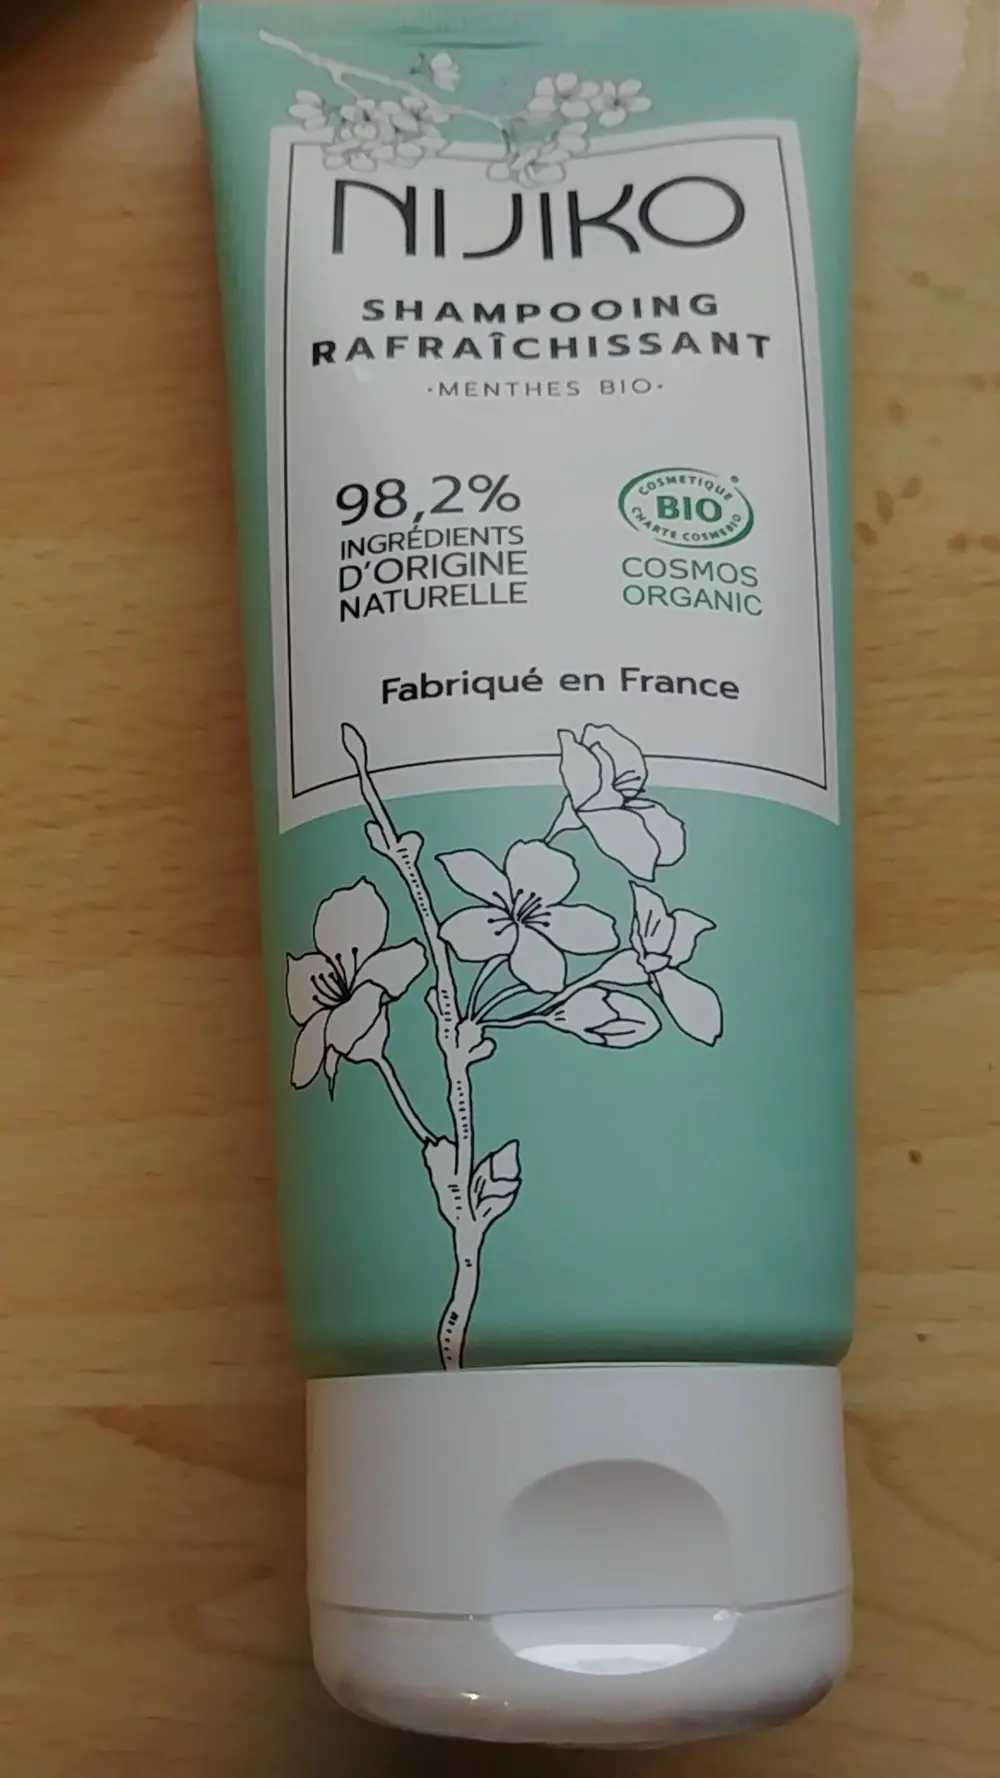 NIJIKO
SHAMPOOING
RAFRAÎCHISSANT
·MENTHES BIO·
98,2%
INGRÉDIENTS
D'ORIGINE
NATURELLE
COSMETIQUE
BIO
CHARTE COSMEBIO
COSMOS
ORGANIC
Fabriqué en France